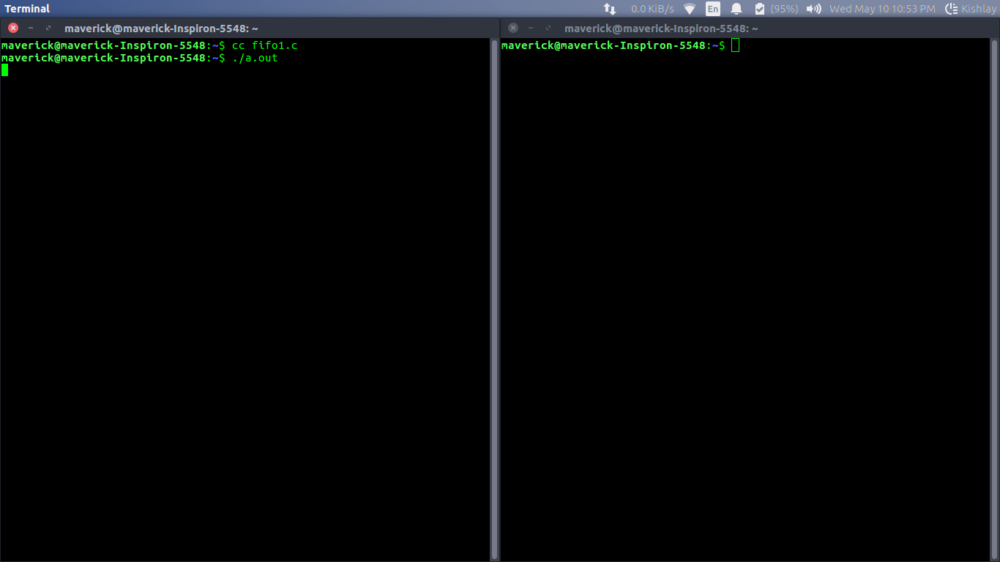 Terminal 0.0 KiB/s En (95%) Wed May 10 10:53 PM Kishlay
maverick@maverick-Inspiron-5548: ~
maverick@maverick-Inspiron-5548:~$ cc fifo1.c
maverick@maverick-Inspiron-5548:~$ ./a.out
maverick@maverick-Inspiron-5548: ~
maverick@maverick-Inspiron-5548:~$